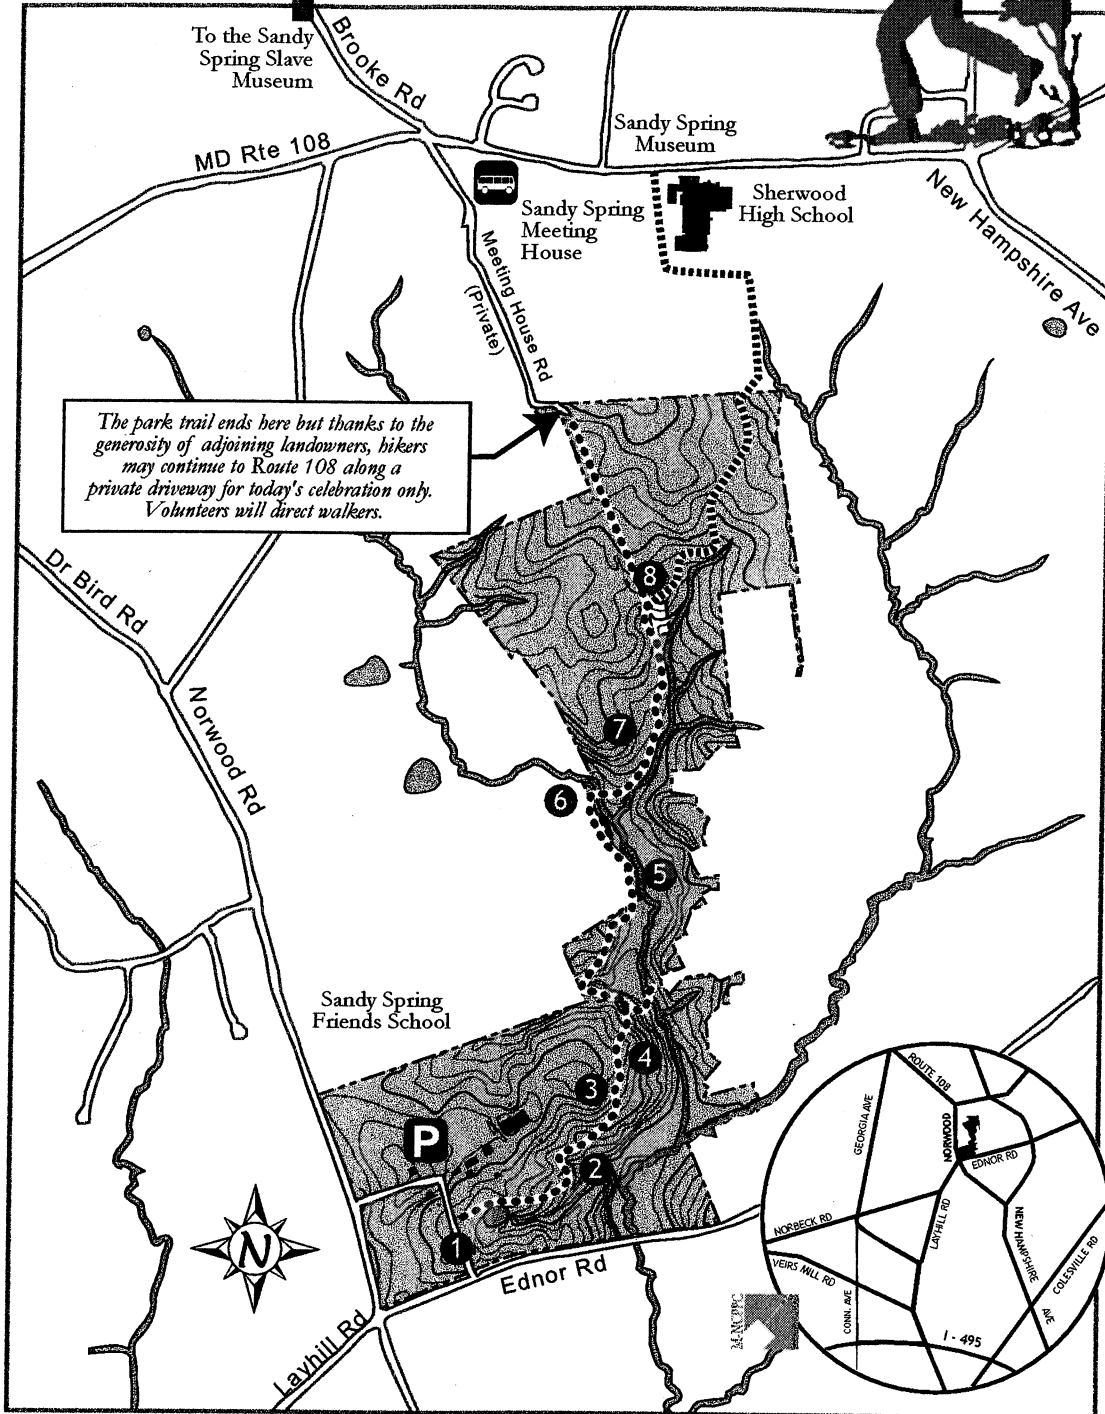 To the Sandy
Spring Slave
Museum
Brooke Rd
MD Rte 108
Sandy Spring
Museum
Sandy Spring
Meeting
House
Sherwood
High School
New Hampshire Ave
Meeting House Rd
(Private)
The park trail ends here but thanks to the
generosity of adjoining landowners, hikers
may continue to Route 108 along a
private driveway for today's celebration only.
Volunteers will direct walkers.
Dr Bird Rd
8
Norwood Rd
7
6
5
Sandy Spring
Friends School
4
3
P
2
1
N
Ednor Rd
Layhill Rd
M-NCPPC
ROUTE 108
GEORGIA AVE
NORWOOD
EDNOR RD
NORBECK RD
LAYHILL RD
NEW HAMPSHIRE
AVE
COLESVILLE RD
VEIRS MILL RD
CONN. AVE
I - 495